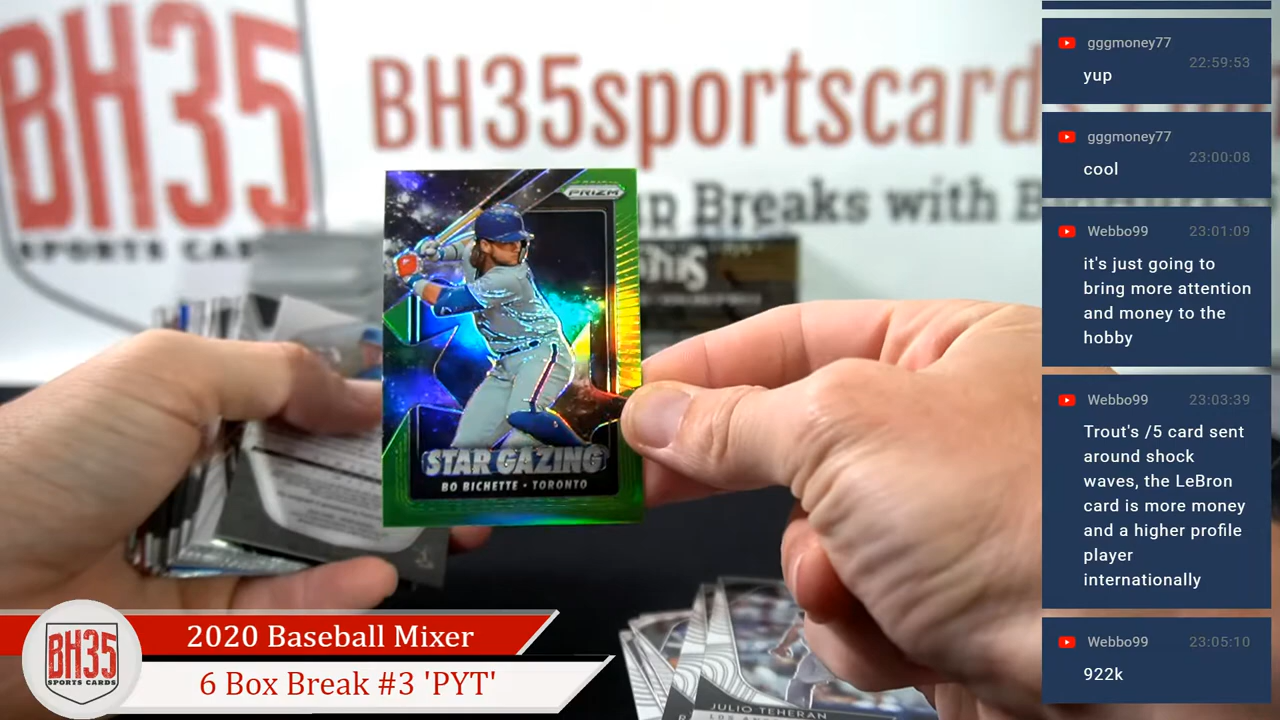 BH35
SPORTS CA
BH35sportscard
n Breaks with B
PRIZM
STAR GAZING
BO BICHETTE • TORONTO
JULIO TEHERAN
BH35
SPORTS CARDS
2020 Baseball Mixer
6 Box Break #3 'PYT'
gggmoney77
22:59:53
yup
gggmoney77
23:00:08
cool
Webbo99 23:01:09
it's just going to
bring more attention
and money to the
hobby
Webbo99 23:03:39
Trout's /5 card sent
around shock
waves, the LeBron
card is more money
and a higher profile
player
internationally
Webbo99 23:05:10
922k